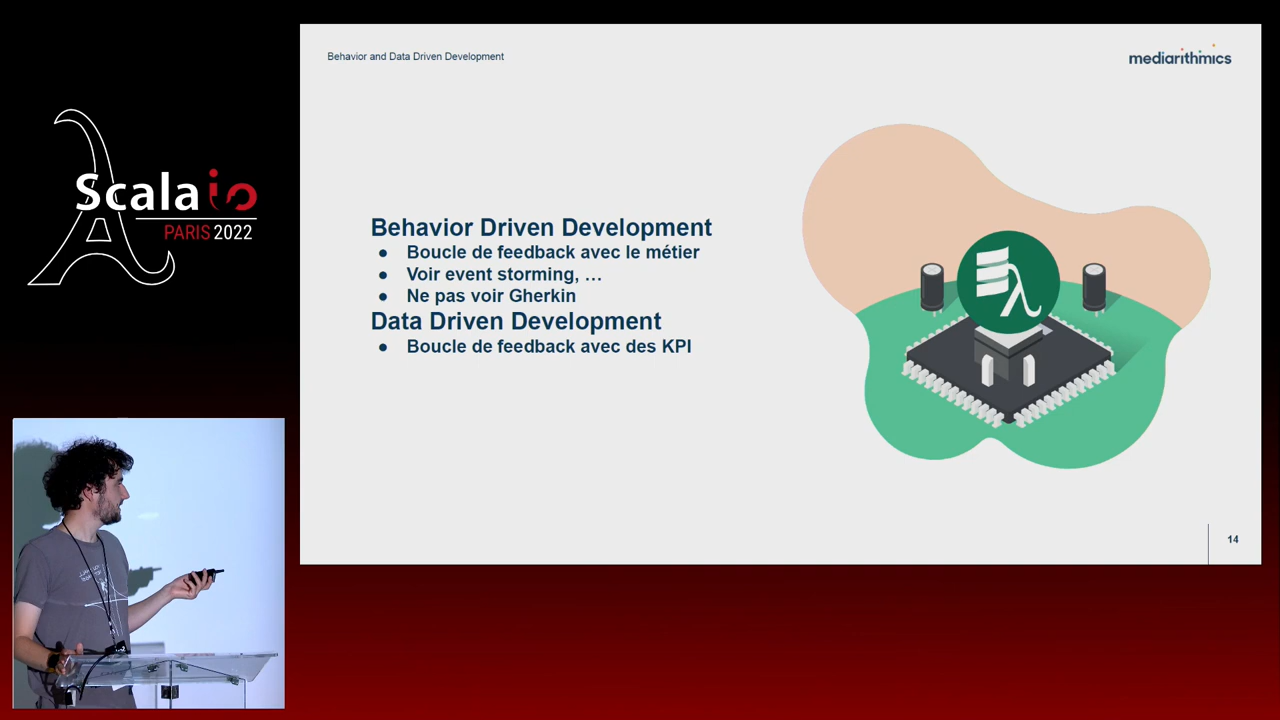 Behavior and Data Driven Development
mediarithmics
Scala io
PARIS 2022
Behavior Driven Development
● Boucle de feedback avec le métier
● Voir event storming, …
● Ne pas voir Gherkin
Data Driven Development
● Boucle de feedback avec des KPI
14